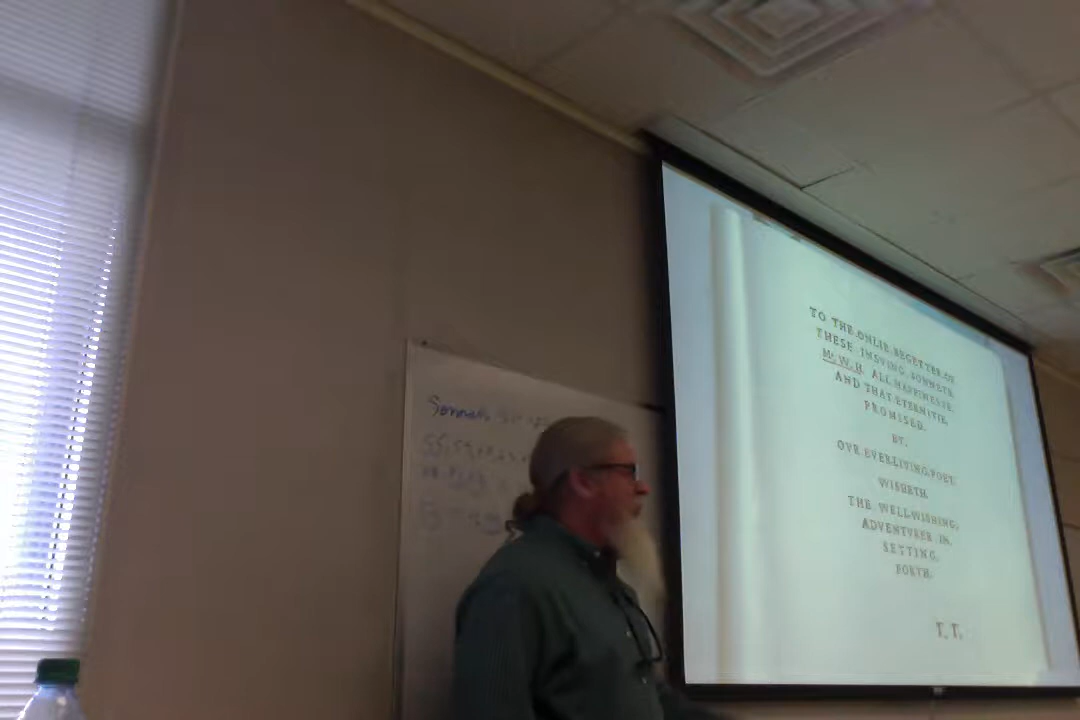 Sonnets
TO THE ONLIE BEGETTER OF
THESE INSVING SONNETS.
Mr. W. H. ALL HAPPINESSE.
AND THAT ETERNITIE.
PROMISED.
BY.
OVR.EVER-LIVING.POET.
WISHETH.
THE WELL-WISHING.
ADVENTVRER IN.
SETTING.
FORTH.
T. T.